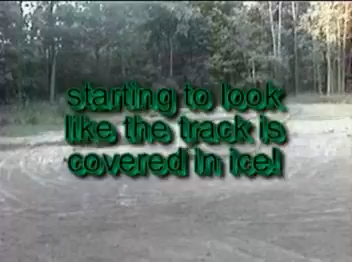 starting to look
like the track is
covered in ice!